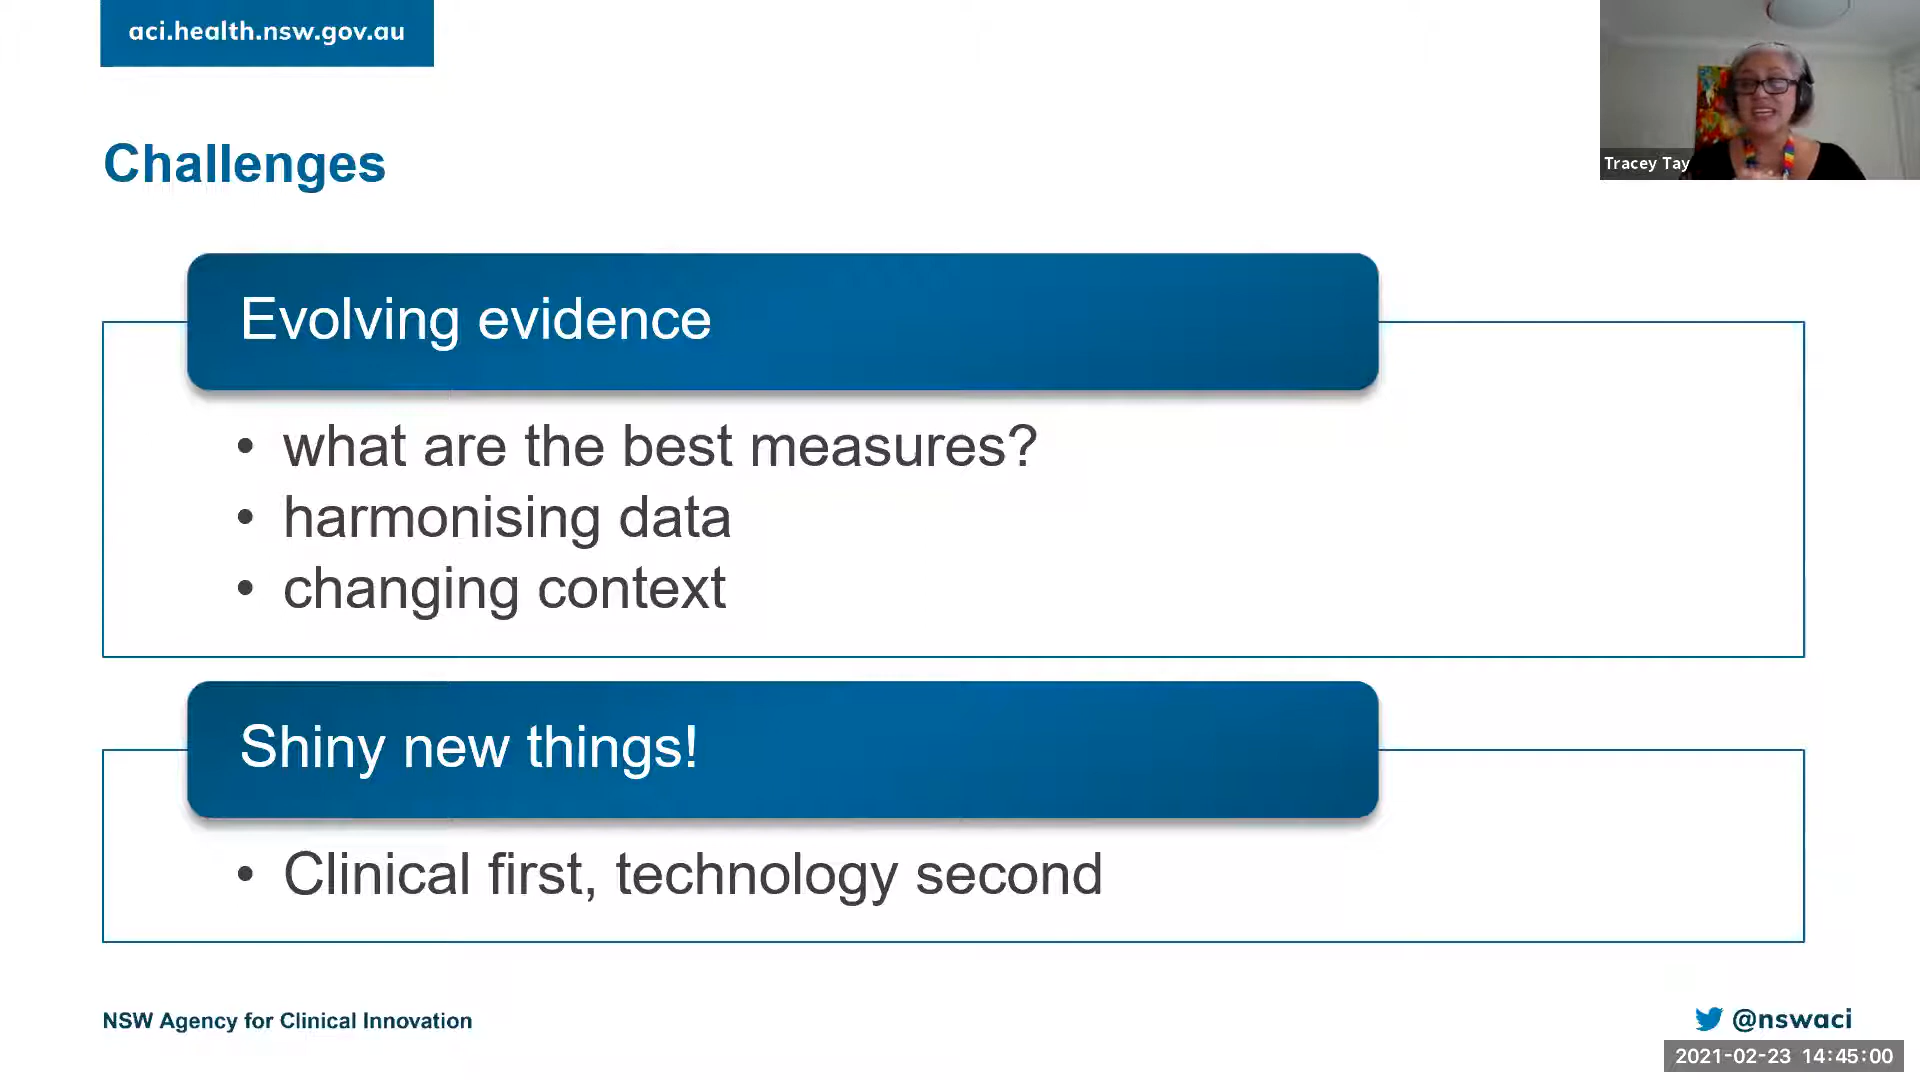 aci.health.nsw.gov.au
Tracey Tay
Challenges
Evolving evidence
• what are the best measures?
• harmonising data
• changing context
Shiny new things!
• Clinical first, technology second
NSW Agency for Clinical Innovation
@nswaci
2021-02-23 14:45:00